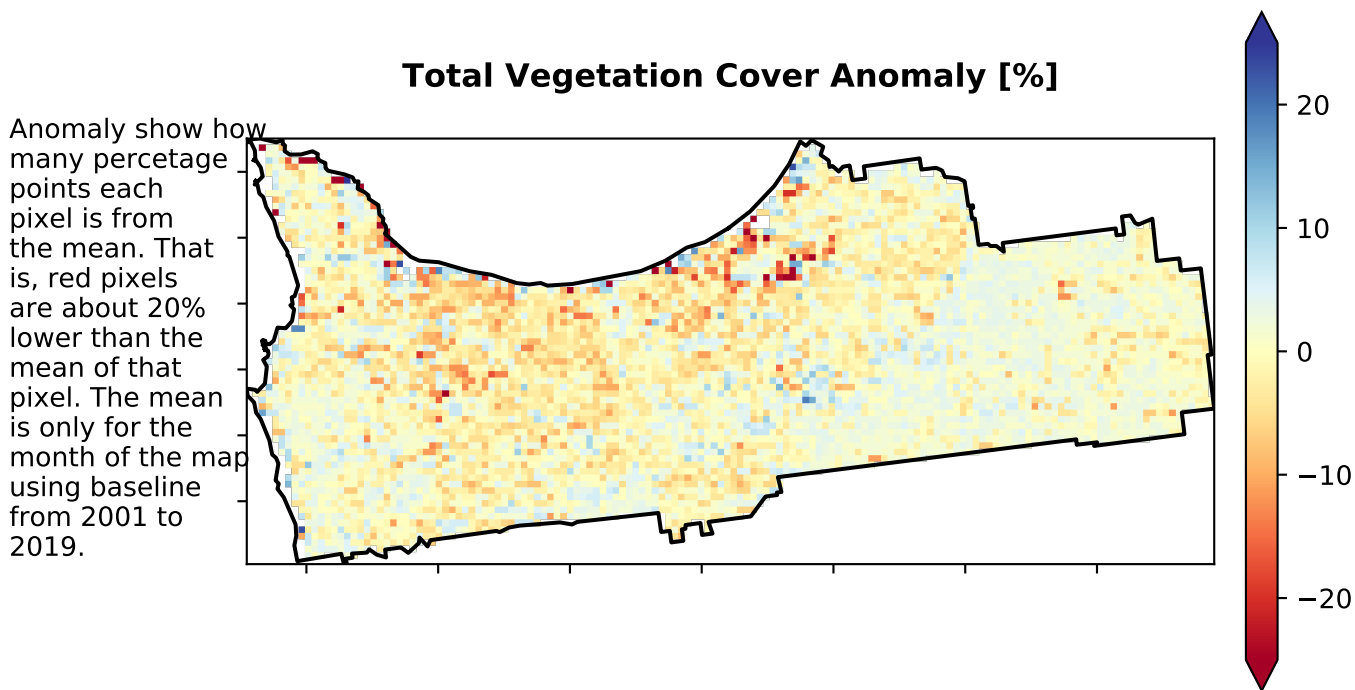 Total Vegetation Cover Anomaly [%]
Anomaly show how
many percetage
points each
pixel is from
the mean. That
is, red pixels
are about 20%
lower than the
mean of that
pixel. The mean
is only for the
month of the map
using baseline
from 2001 to
2019.
20
10
0
−10
−20